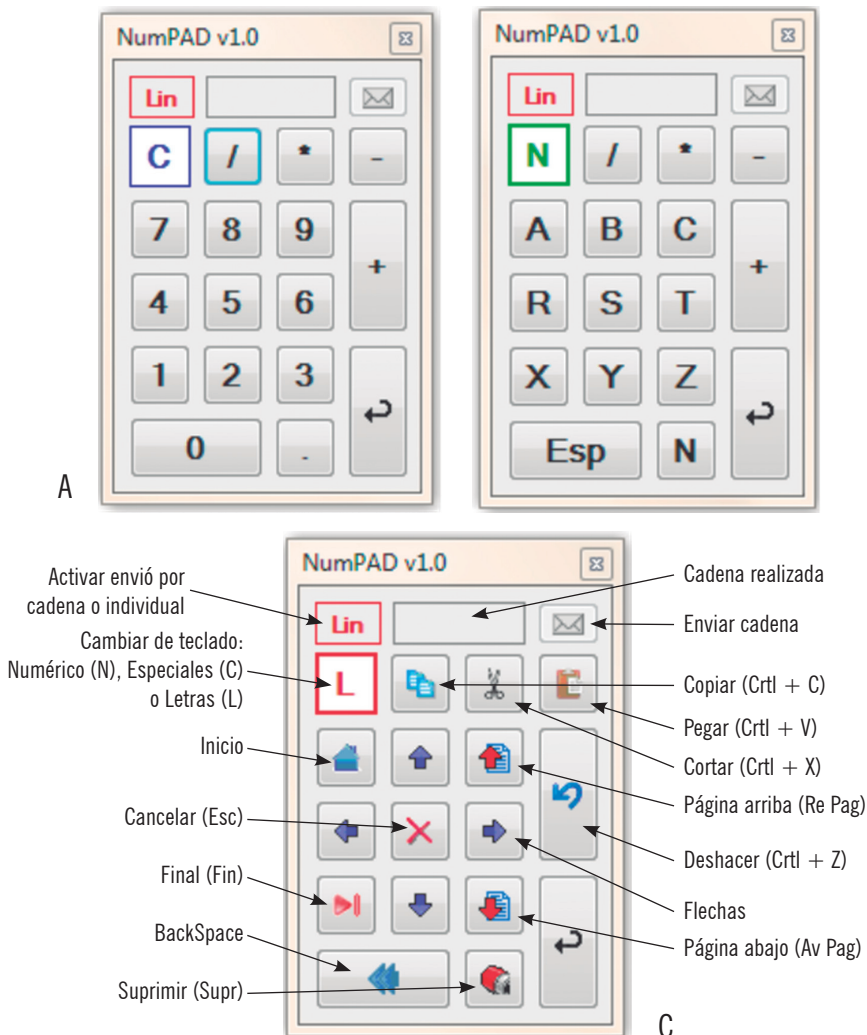 NumPAD v1.0
Lin
C / * -
7 8 9
+
4 5 6
1 2 3
0 .
A
NumPAD v1.0
Lin
N / * -
A B C
+
R S T
X Y Z
Esp N
NumPAD v1.0
Lin
L
Activar envió por
cadena o individual
Cambiar de teclado:
Numérico (N), Especiales (C)
o Letras (L)
Inicio
Cancelar (Esc)
Final (Fin)
BackSpace
Suprimir (Supr)
Cadena realizada
Enviar cadena
Copiar (Crtl + C)
Pegar (Crtl + V)
Cortar (Crtl + X)
Página arriba (Re Pag)
Deshacer (Crtl + Z)
Flechas
Página abajo (Av Pag)
C